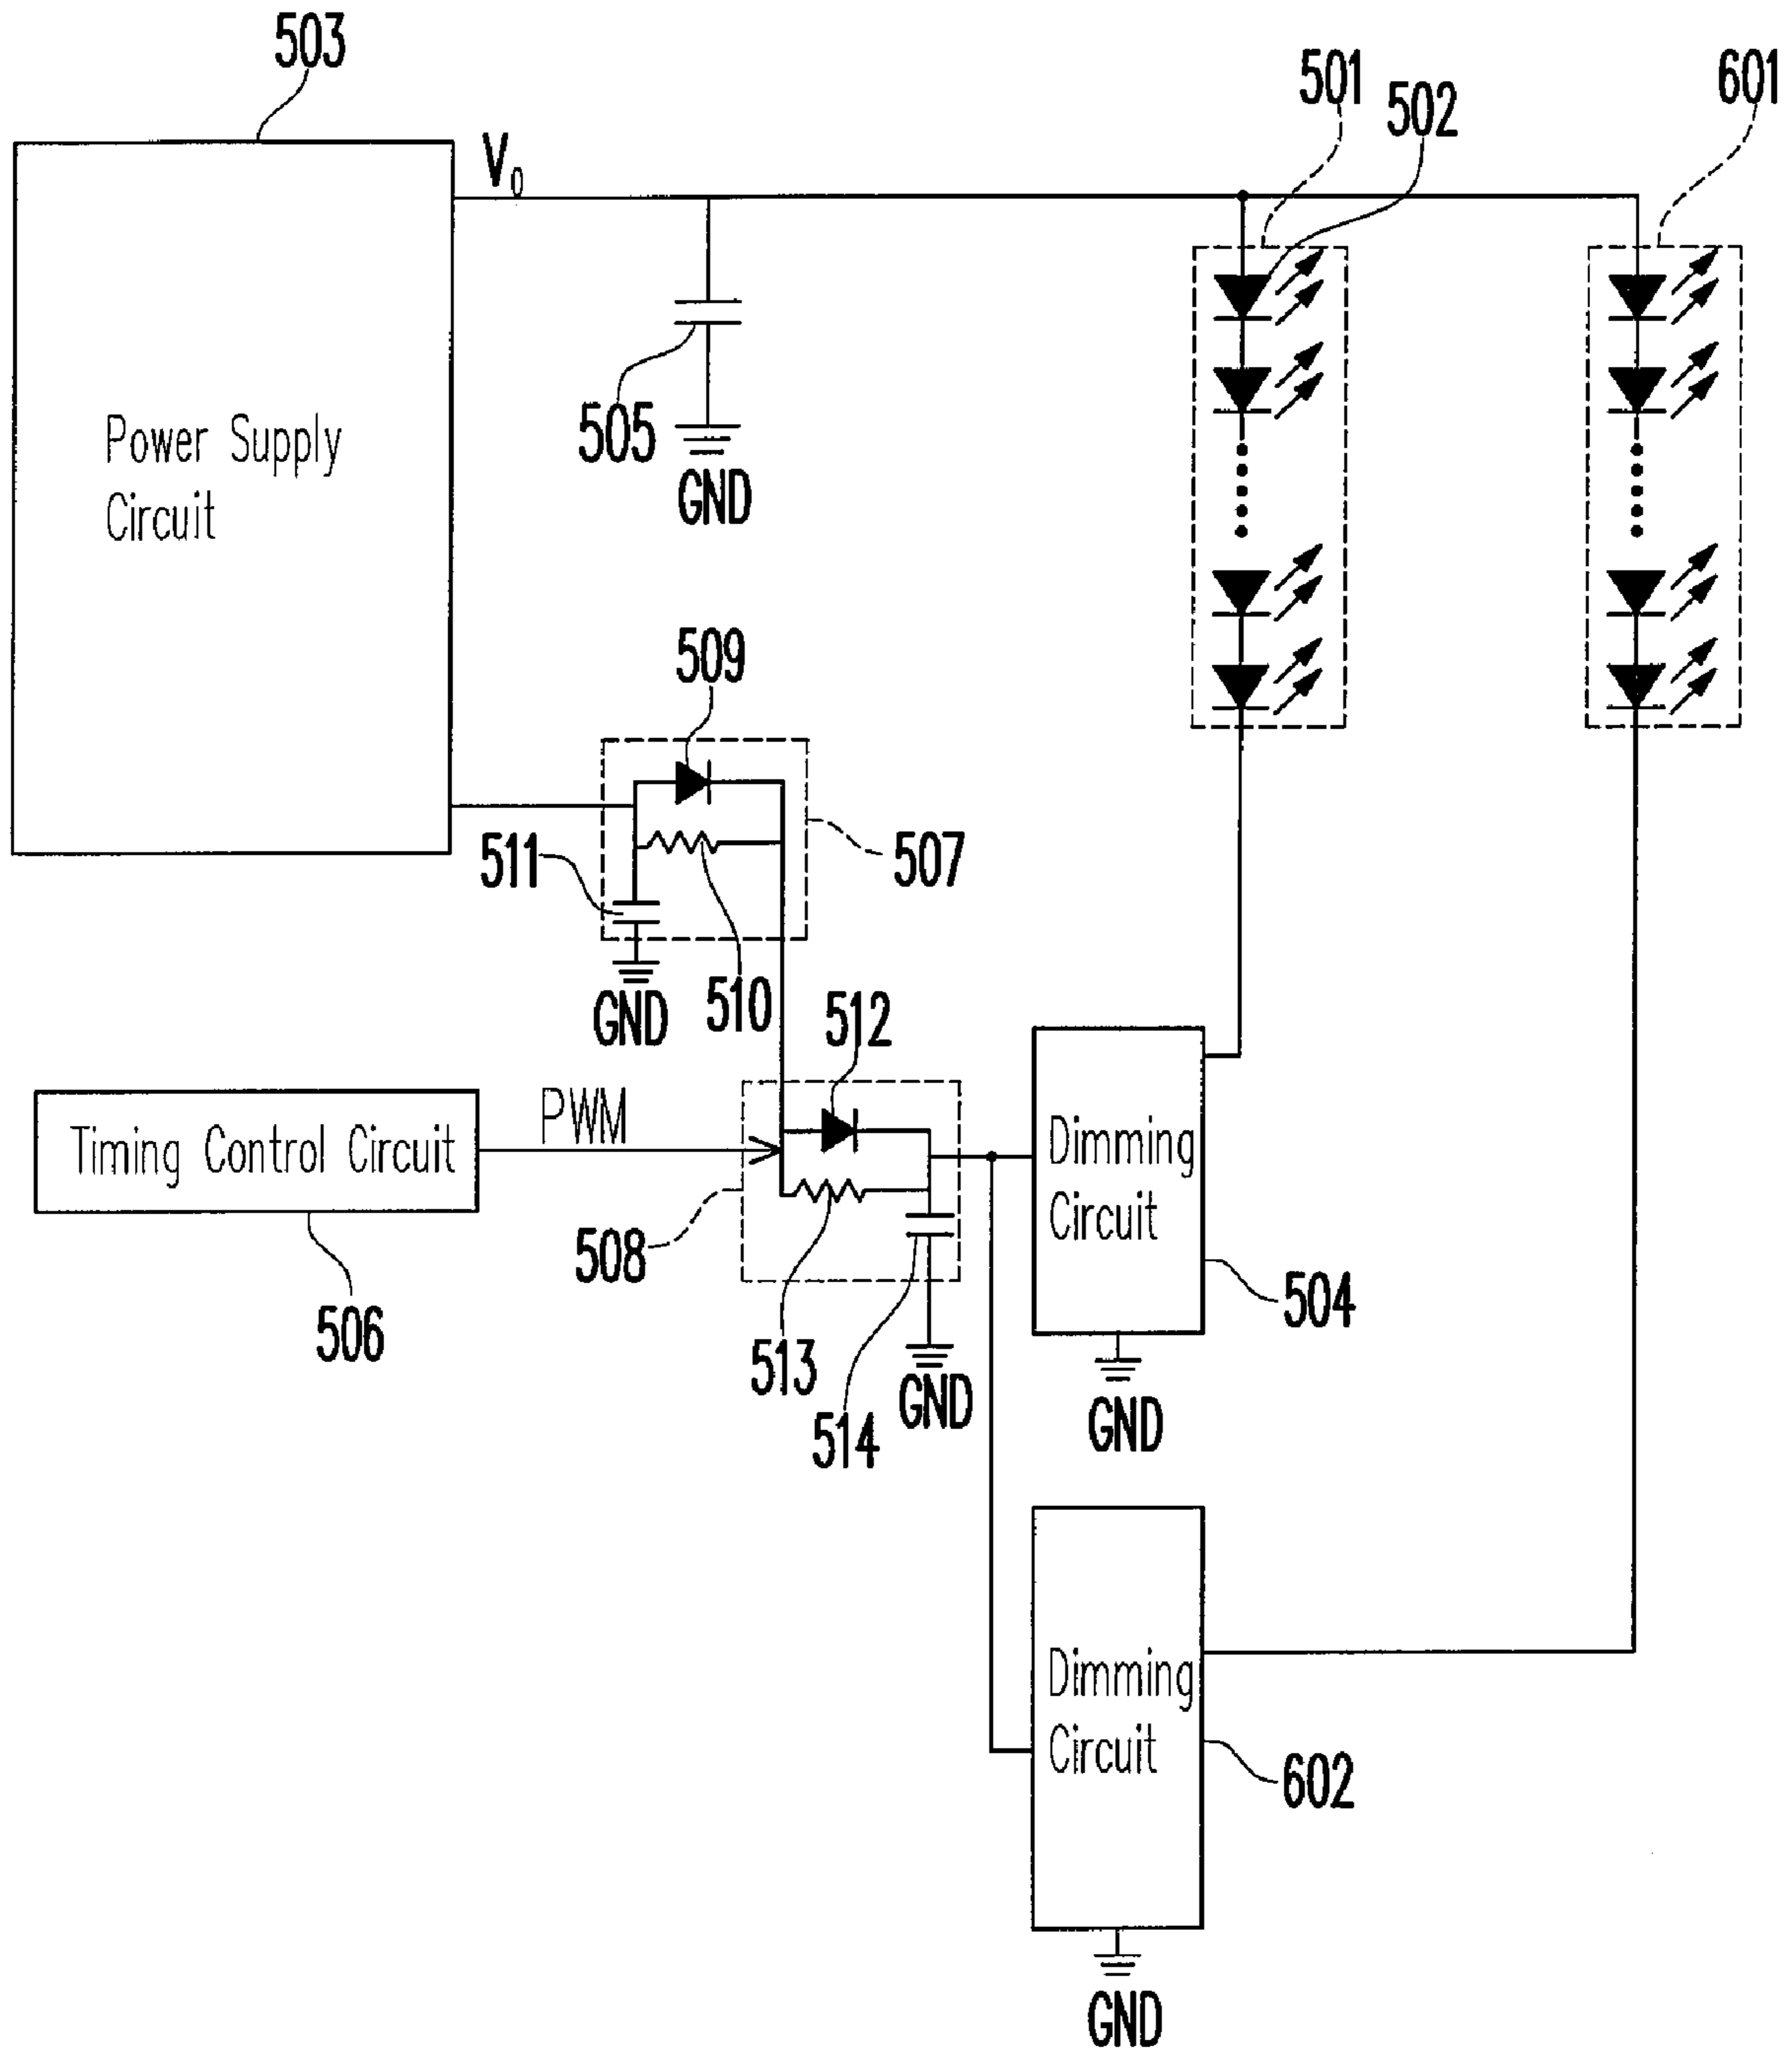 503
501
601
502
V0
505
GND
Power Supply
Circuit
509
511
507
510
GND
512
PWM
Timing Control Circuit
Dimming
Circuit
508
504
506
513
514
GND
GND
Dimming
Circuit
602
GND